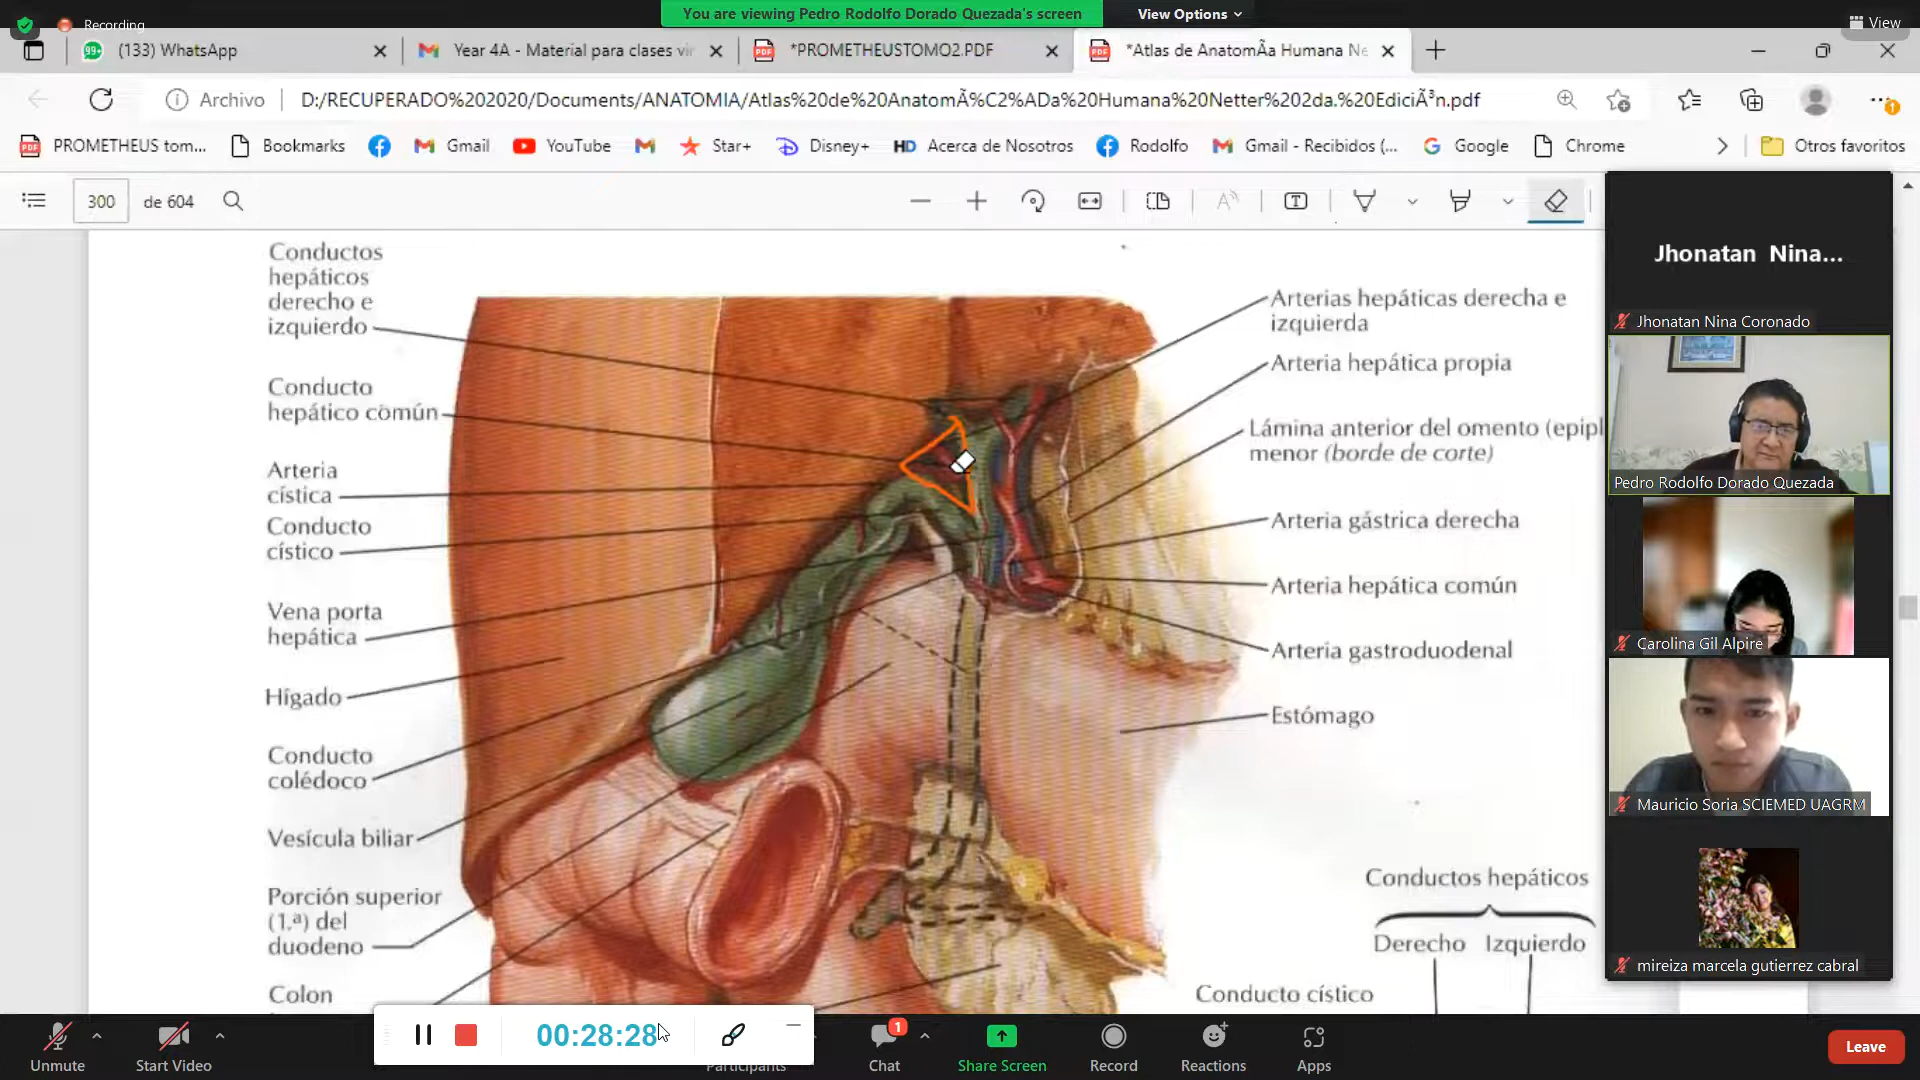 Recording
You are viewing Pedro Rodolfo Dorado Quezada's screen
View Options
View
99+
(133) WhatsApp
Year 4A - Material para clases vir
*PROMETHEUSTOMO2.PDF
*Atlas de AnatomÃa Humana Ne
Archivo
D:/RECUPERADO%202020/Documents/ANATOMIA/Atlas%20de%20AnatomÃ%C2%ADa%20Humana%20Netter%202da.%20EdiciÃ³n.pdf
PROMETHEUS tom...
Bookmarks
Gmail
YouTube
Star+
Disney+
HD
Acerca de Nosotros
Rodolfo
Gmail - Recibidos (...
Google
Chrome
Otros favoritos
300
de 604
Conductos
hepáticos
derecho e
izquierdo
Conducto
hepático común
Arteria
cística
Conducto
cístico
Vena porta
hepática
Hígado
Conducto
colédoco
Vesícula biliar
Porción superior
(1.ª) del
duodeno
Colon
Arterias hepáticas derecha e
izquierda
Arteria hepática propia
Lámina anterior del omento (epipl
menor (borde de corte)
Arteria gástrica derecha
Arteria hepática común
Arteria gastroduodenal
Estómago
Conductos hepáticos
Derecho Izquierdo
Conducto cístico
Jhonatan Nina...
Jhonatan Nina Coronado
Pedro Rodolfo Dorado Quezada
Carolina Gil Alpire
Mauricio Soria SCIEMED UAGRM
mireiza marcela gutierrez cabral
00:28:28
Unmute
Start Video
Participants
1
Chat
Share Screen
Record
Reactions
Apps
Leave